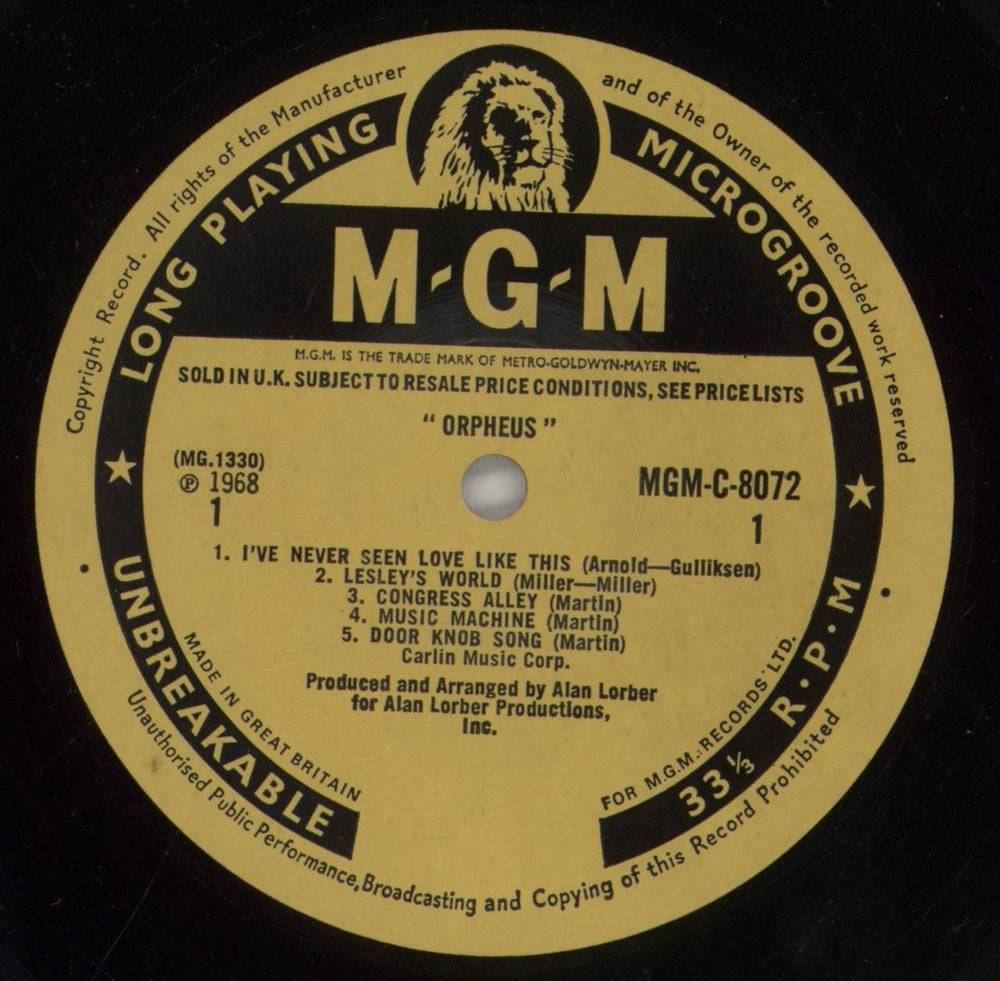 Copyright Record. All rights of the Manufacturer and of the Owner of the recorded work reserved
LONG PLAYING MICROGROOVE
M-G-M
M.G.M. IS THE TRADE MARK OF METRO-GOLDWYN-MAYER INC.
SOLD IN U.K. SUBJECT TO RESALE PRICE CONDITIONS, SEE PRICE LISTS
"ORPHEUS"
(MG.1330)
℗ 1968
1
MGM-C-8072
1
1. I'VE NEVER SEEN LOVE LIKE THIS (Arnold—Gulliksen)
2. LESLEY'S WORLD (Miller—Miller)
3. CONGRESS ALLEY (Martin)
4. MUSIC MACHINE (Martin)
5. DOOR KNOB SONG (Martin)
Carlin Music Corp.
Produced and Arranged by Alan Lorber
for Alan Lorber Productions,
Inc.
MADE IN GREAT BRITAIN
FOR M.G.M. RECORDS LTD.
UNBREAKABLE
33⅓ R·P·M
Unauthorised Public Performance, Broadcasting and Copying of this Record Prohibited